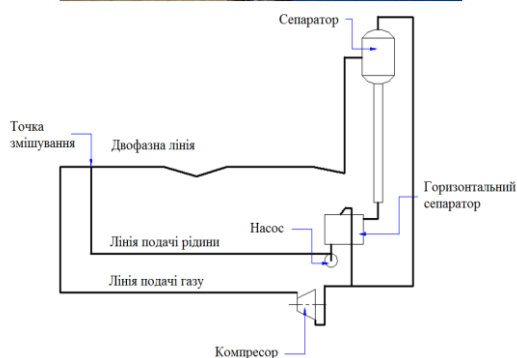 Сепаратор
Точка
змішування
Двофазна лінія
Горизонтальний
сепаратор
Насос
Лінія подачі рідини
Лінія подачі газу
Компресор